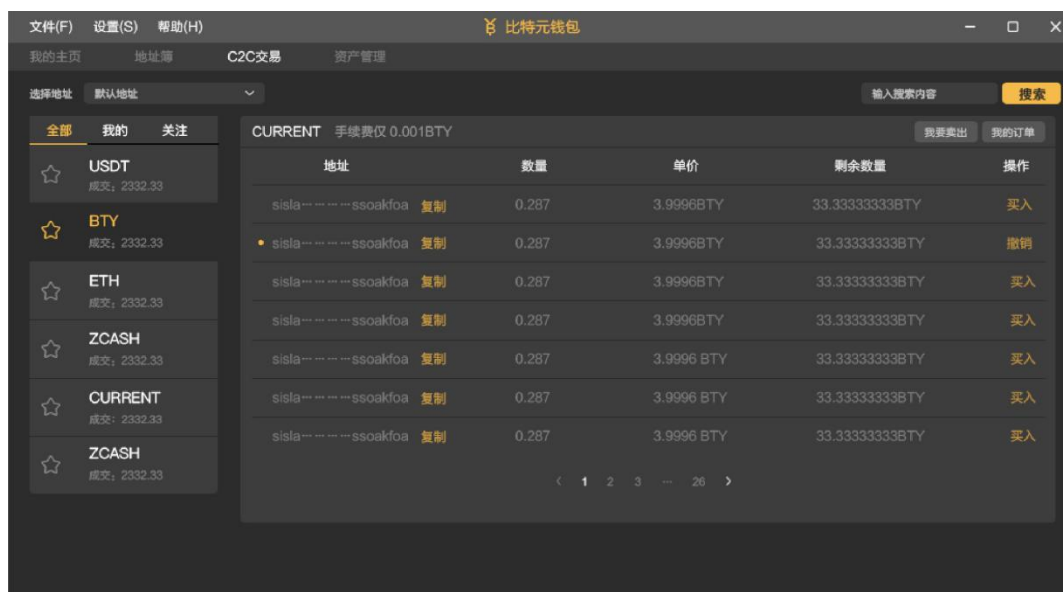 文件(F) 设置(S) 帮助(H) 比特元钱包
我的主页 地址簿 C2C交易 资产管理
选择地址 默认地址 输入搜索内容 搜索
全部 我的 关注
USDT
成交：2332.33
BTY
成交：2332.33
ETH
成交：2332.33
ZCASH
成交：2332.33
CURRENT
成交：2332.33
ZCASH
成交：2332.33
CURRENT 手续费仅 0.001BTY 我要卖出 我的订单
地址 数量 单价 剩余数量 操作
sisla┄┄┄┄ssoakfoa 复制 0.287 3.9996BTY 33.33333333BTY 买入
• sisla┄┄┄┄ssoakfoa 复制 0.287 3.9996BTY 33.33333333BTY 撤销
sisla┄┄┄┄ssoakfoa 复制 0.287 3.9996BTY 33.33333333BTY 买入
sisla┄┄┄┄ssoakfoa 复制 0.287 3.9996BTY 33.33333333BTY 买入
sisla┄┄┄┄ssoakfoa 复制 0.287 3.9996 BTY 33.33333333BTY 买入
sisla┄┄┄┄ssoakfoa 复制 0.287 3.9996 BTY 33.33333333BTY 买入
sisla┄┄┄┄ssoakfoa 复制 0.287 3.9996 BTY 33.33333333BTY 买入
< 1 2 3 ··· 26 >